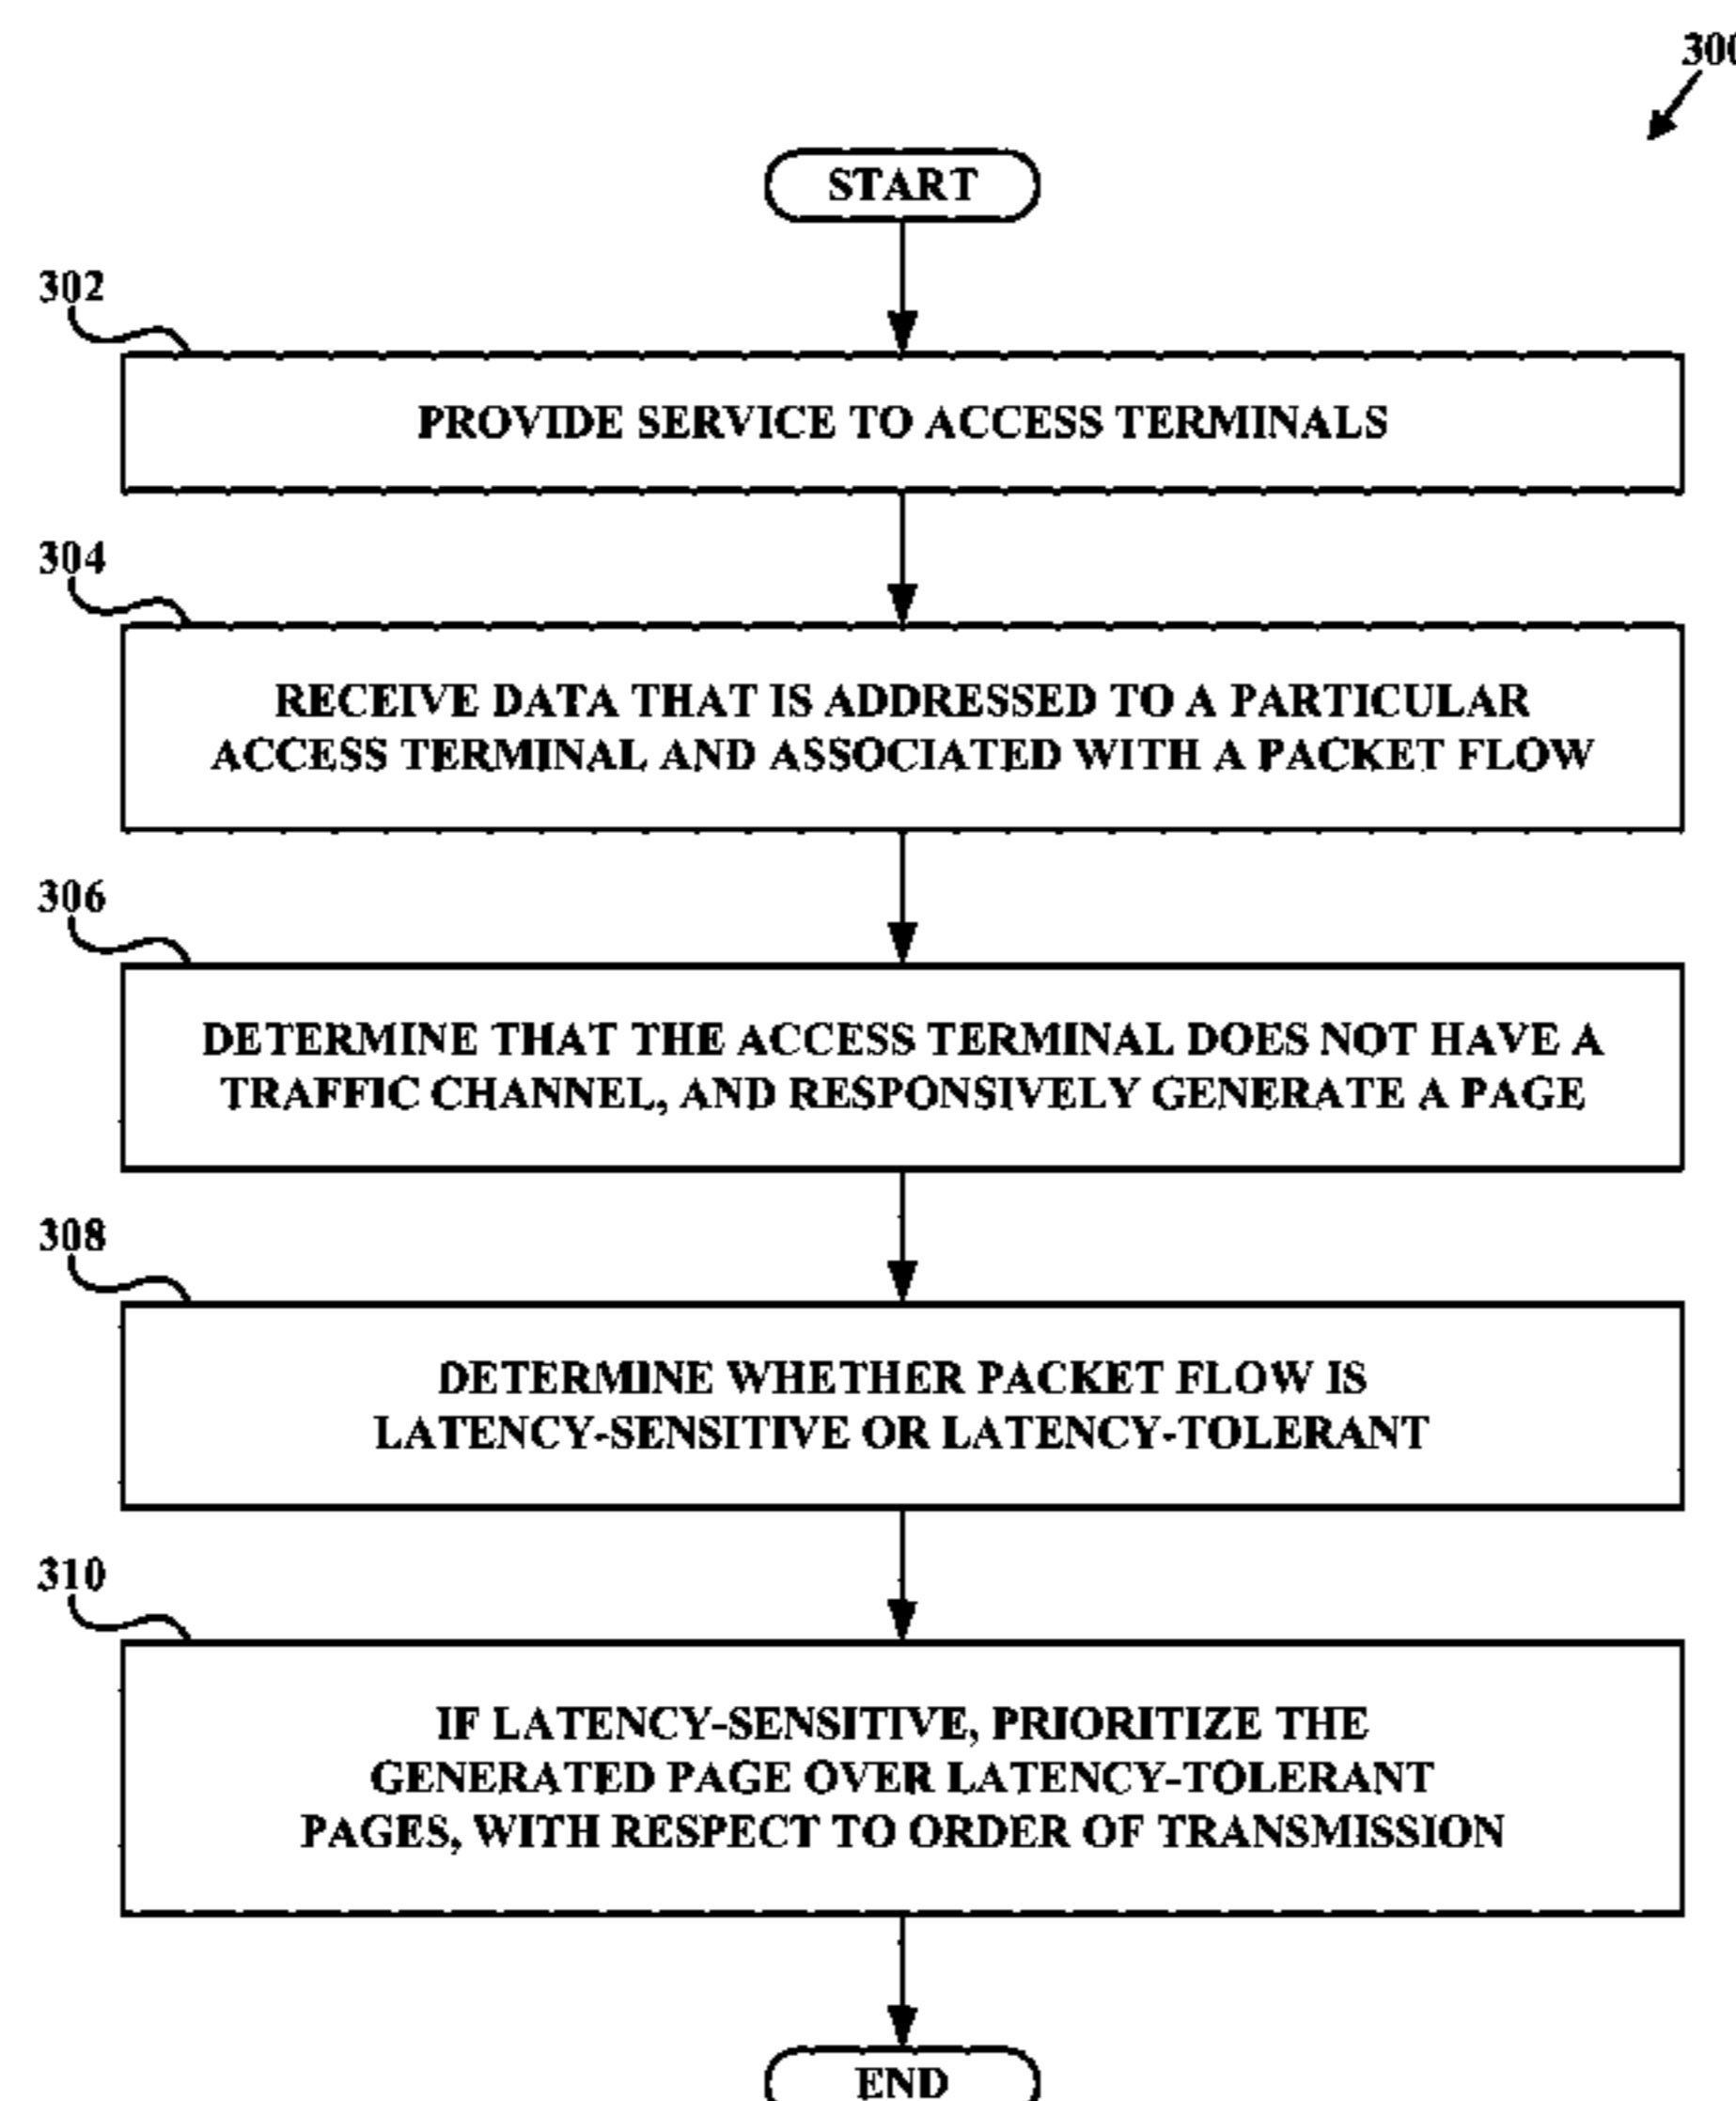 300
START
302
PROVIDE SERVICE TO ACCESS TERMINALS
304
RECEIVE DATA THAT IS ADDRESSED TO A PARTICULAR
ACCESS TERMINAL AND ASSOCIATED WITH A PACKET FLOW
306
DETERMINE THAT THE ACCESS TERMINAL DOES NOT HAVE A
TRAFFIC CHANNEL, AND RESPONSIVELY GENERATE A PAGE
308
DETERMINE WHETHER PACKET FLOW IS
LATENCY-SENSITIVE OR LATENCY-TOLERANT
310
IF LATENCY-SENSITIVE, PRIORITIZE THE
GENERATED PAGE OVER LATENCY-TOLERANT
PAGES, WITH RESPECT TO ORDER OF TRANSMISSION
END